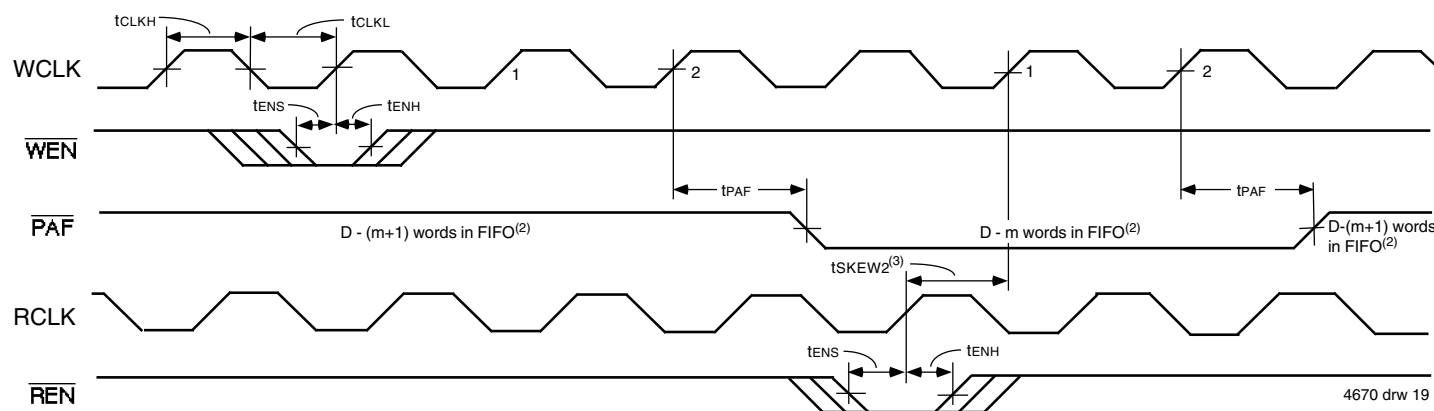 tCLKH tCLKL
WCLK 1 2 1 2
tENS tENH
WEN
tPAF tPAF
PAF D - (m+1) words in FIFO(2) D - m words in FIFO(2) D-(m+1) words
in FIFO(2)
tSKEW2(3)
RCLK
tENS tENH
REN 4670 drw 19